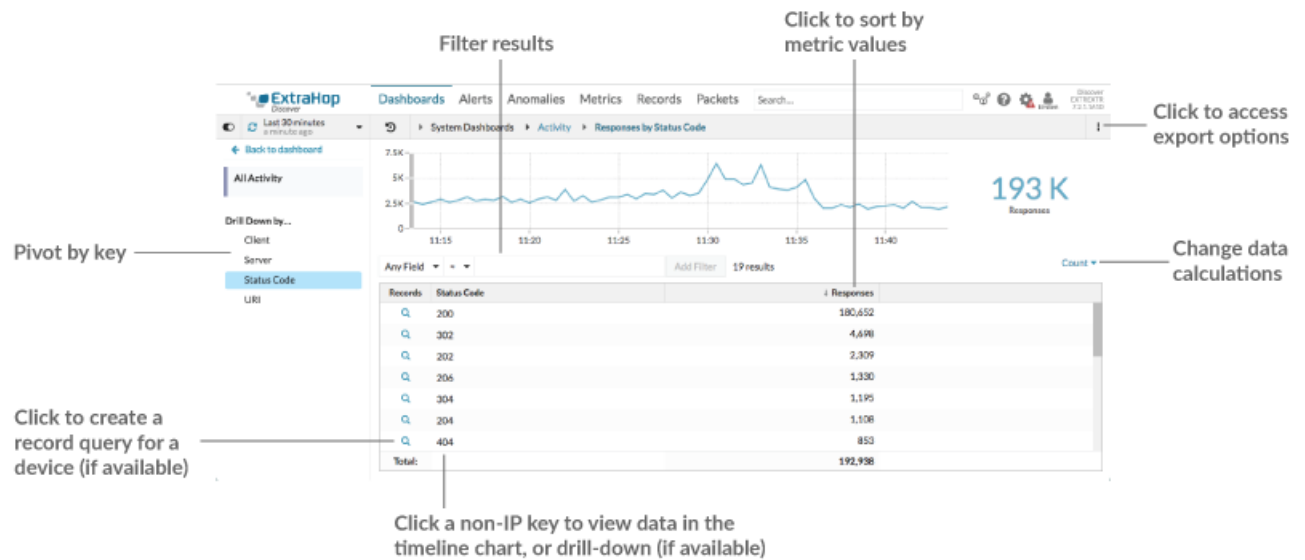 Click to sort by
metric values
Filter results
ExtraHop
Discover
Dashboards Alerts Anomalies Metrics Records Packets Search...
Discover
EXTREXTR
Last 30 minutes
a minute ago
System Dashboards Activity Responses by Status Code
Click to access
export options
Back to dashboard
All Activity
7.5K
5K
2.5K
0
11:15 11:20 11:25 11:30 11:35 11:40
193 K
Responses
Drill Down by...
Client
Server
Status Code
URI
Pivot by key
Any Field = Add Filter 19 results
Count
Change data
calculations
Records Status Code ↓ Responses
200 180,652
302 4,698
202 2,309
206 1,330
304 1,195
204 1,108
404 853
Total: 192,938
Click to create a
record query for a
device (if available)
Click a non-IP key to view data in the
timeline chart, or drill-down (if available)